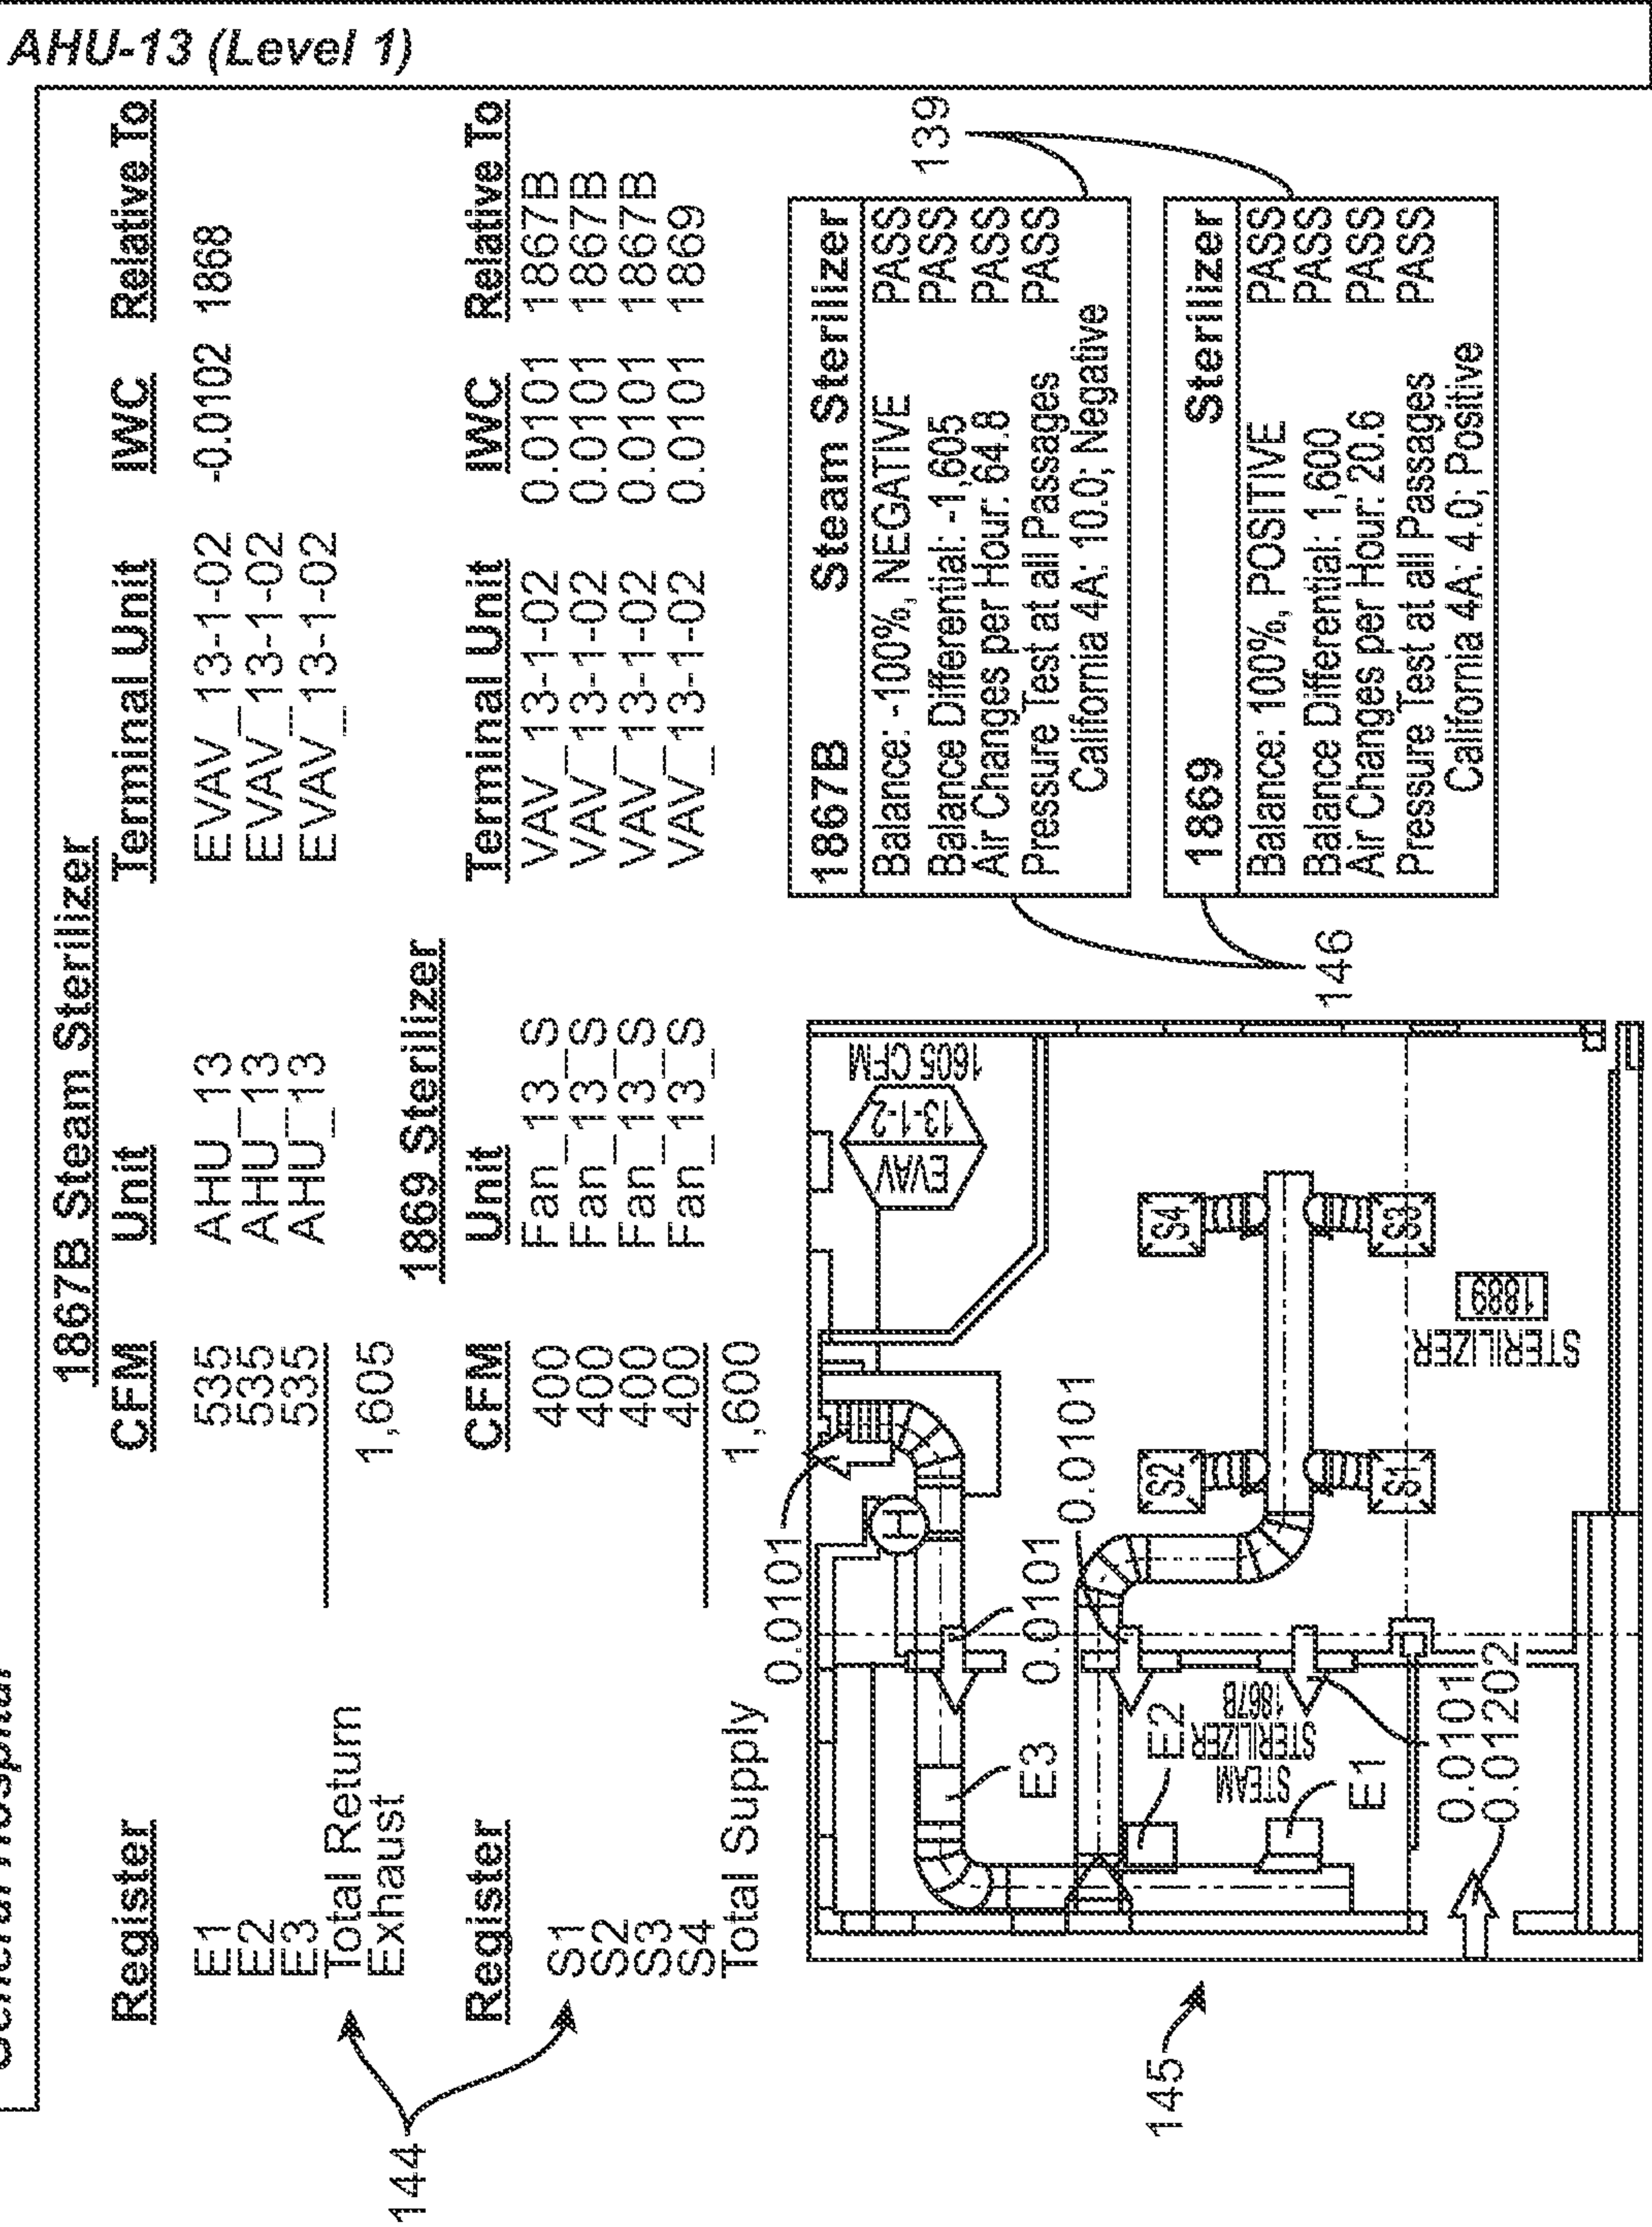 AHU-13 (Level 1)
General Hospital
1867B Steam Sterilizer
Register CFM Unit Terminal Unit IWC Relative To
E1 535 AHU_13 EVAV_13-1-02 -0.0102 1868
E2 535 AHU_13 EVAV_13-1-02
E3 535 AHU_13 EVAV_13-1-02
Total Return
Exhaust 1,605
1869 Sterilizer
Register CFM Unit Terminal Unit IWC Relative To
S1 400 Fan_13_S VAV_13-1-02 0.0101 1867B
S2 400 Fan_13_S VAV_13-1-02 0.0101 1867B
S3 400 Fan_13_S VAV_13-1-02 0.0101 1867B
S4 400 Fan_13_S VAV_13-1-02 0.0101 1869
Total Supply 1,600
144
1867B Steam Sterilizer
Balance: -100%, NEGATIVE PASS
Balance Differential: -1,605 PASS
Air Changes per Hour: 64.8 PASS
Pressure Test at all Passages PASS
California 4A: 10.0; Negative
1869 Sterilizer
Balance: 100%, POSITIVE PASS
Balance Differential: 1,600 PASS
Air Changes per Hour: 20.6 PASS
Pressure Test at all Passages PASS
California 4A: 4.0; Positive
139
146
145
0.0101
0.0101
0.0101
0.0101
0.01202
EVAV
13-1-2
1605 CFM
H
E3
E2
E1
STEAM
STERILIZER
1867B
S2
S4
S1
S3
STERILIZER
1889